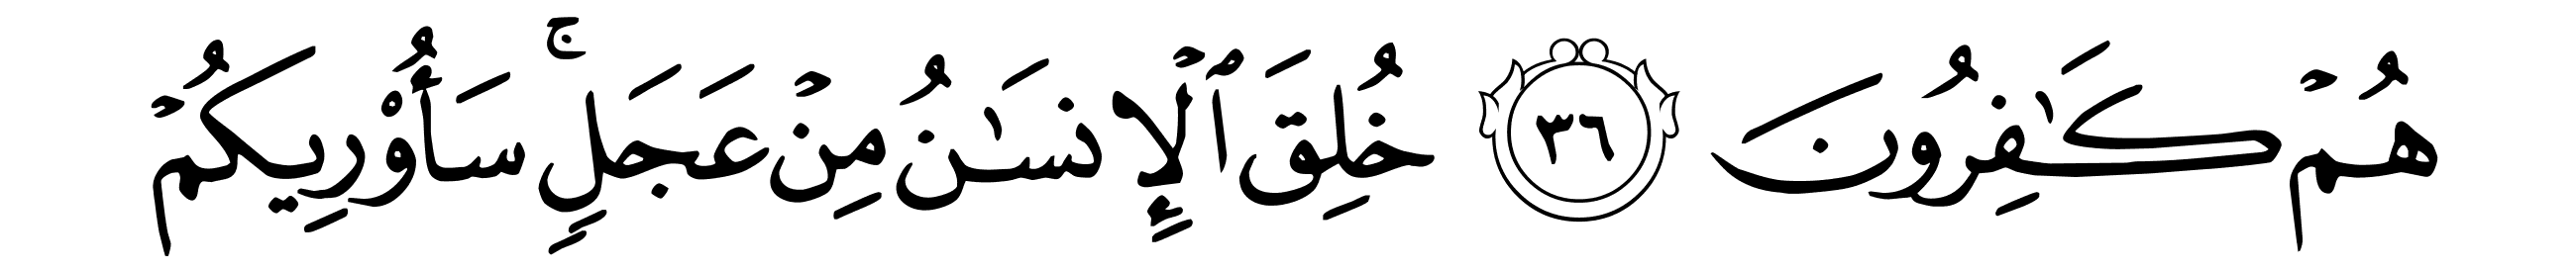 هُمْ كَـٰفِرُونَ ٣٦ خُلِقَ ٱلْإِنسَـٰنُ مِنْ عَجَلٍۚ سَأُو۟رِيكُمْ